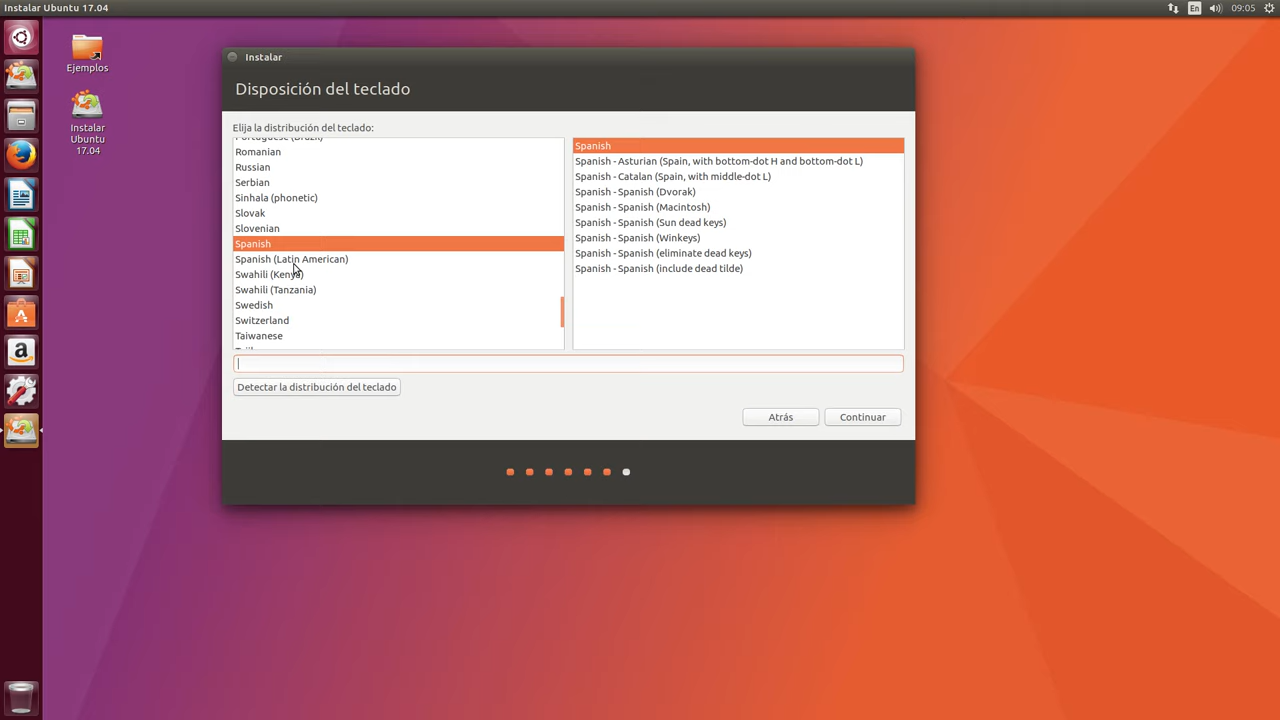 Instalar Ubuntu 17.04
En
09:05
Ejemplos
Instalar
Ubuntu
17.04
Instalar
Disposición del teclado
Elija la distribución del teclado:
Portuguese (Brazil)
Romanian
Russian
Serbian
Sinhala (phonetic)
Slovak
Slovenian
Spanish
Spanish (Latin American)
Swahili (Kenya)
Swahili (Tanzania)
Swedish
Switzerland
Taiwanese
Spanish
Spanish - Asturian (Spain, with bottom-dot H and bottom-dot L)
Spanish - Catalan (Spain, with middle-dot L)
Spanish - Spanish (Dvorak)
Spanish - Spanish (Macintosh)
Spanish - Spanish (Sun dead keys)
Spanish - Spanish (Winkeys)
Spanish - Spanish (eliminate dead keys)
Spanish - Spanish (include dead tilde)
Detectar la distribución del teclado
Atrás
Continuar